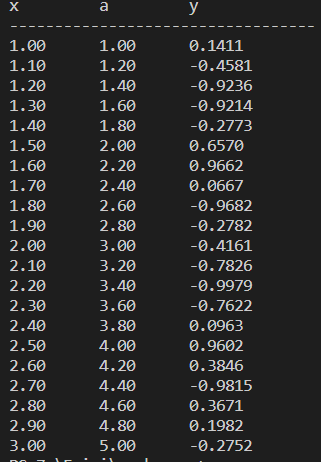 x a y
----------------------------------
1.00 1.00 0.1411
1.10 1.20 -0.4581
1.20 1.40 -0.9236
1.30 1.60 -0.9214
1.40 1.80 -0.2773
1.50 2.00 0.6570
1.60 2.20 0.9662
1.70 2.40 0.0667
1.80 2.60 -0.9682
1.90 2.80 -0.2782
2.00 3.00 -0.4161
2.10 3.20 -0.7826
2.20 3.40 -0.9979
2.30 3.60 -0.7622
2.40 3.80 0.0963
2.50 4.00 0.9602
2.60 4.20 0.3846
2.70 4.40 -0.9815
2.80 4.60 0.3671
2.90 4.80 0.1982
3.00 5.00 -0.2752